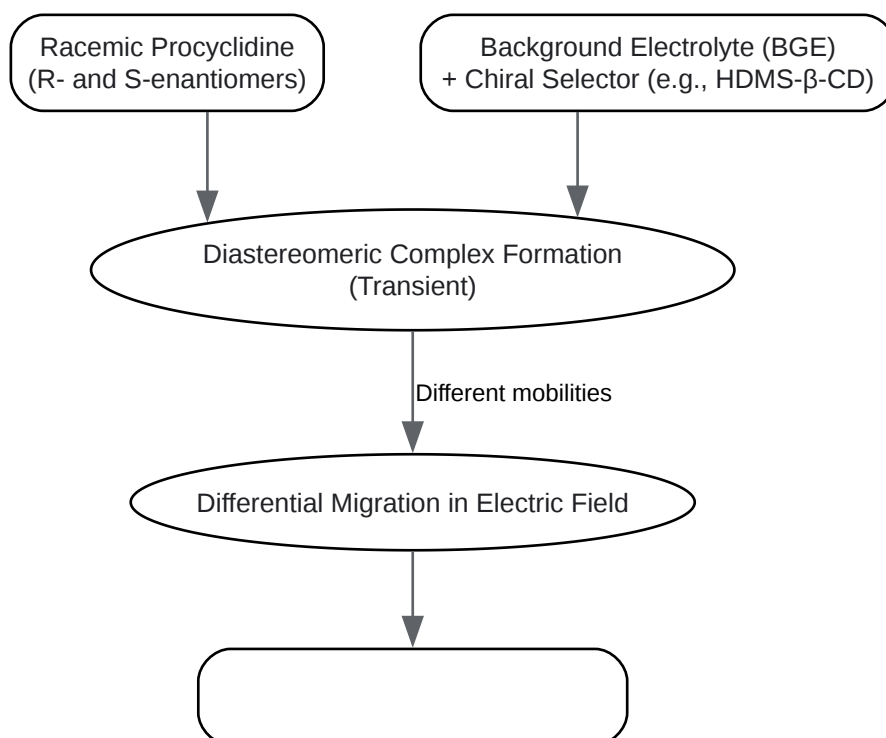 Racemic Procyclidine
(R- and S-enantiomers)
Background Electrolyte (BGE)
+ Chiral Selector (e.g., HDMS-β-CD)
Diastereomeric Complex Formation
(Transient)
Different mobilities
Differential Migration in Electric Field